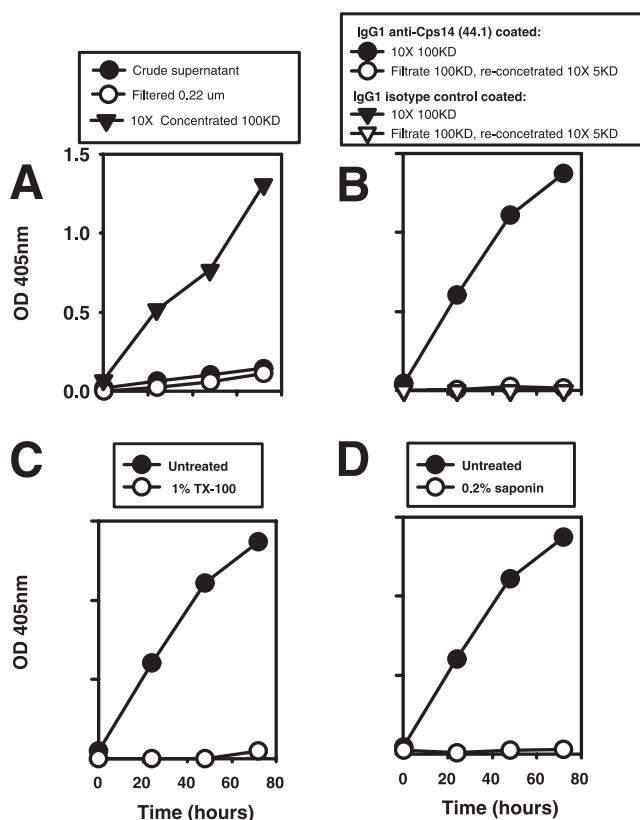 Crude supernatant
Filtered 0.22 um
10X Concentrated 100KD
IgG1 anti-Cps14 (44.1) coated:
10X 100KD
Filtrate 100KD, re-concetrated 10X 5KD
IgG1 isotype control coated:
10X 100KD
Filtrate 100KD, re-concetrated 10X 5KD
A
OD 405nm
1.5
1.0
0.5
0.0
B
C
Untreated
1% TX-100
OD 405nm
0 20 40 60 80
Time (hours)
D
Untreated
0.2% saponin
0 20 40 60 80
Time (hours)